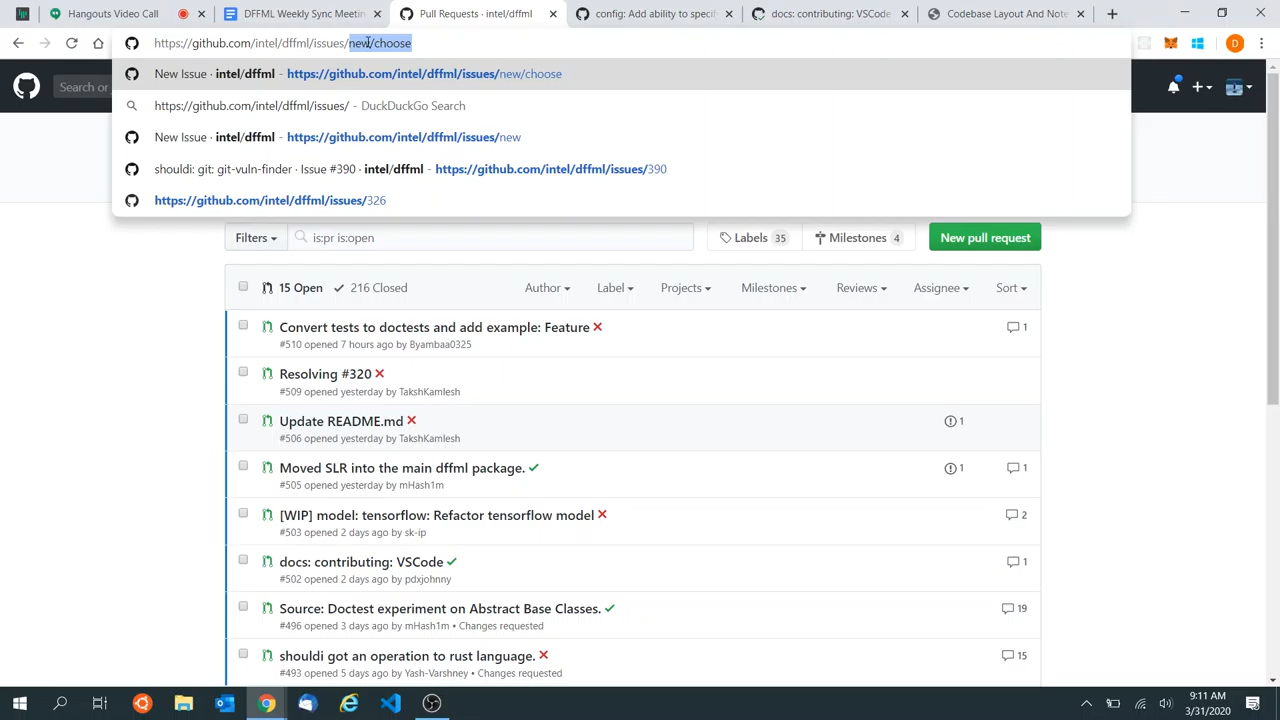 Hangouts Video Call
DFFML Weekly Sync Meetin
Pull Requests · intel/dffml
config: Add ability to specify
docs: contributing: VSCode
Codebase Layout And Note
https://github.com/intel/dffml/issues/new/choose
D
New Issue · intel/dffml - https://github.com/intel/dffml/issues/new/choose
Search or
https://github.com/intel/dffml/issues/ - DuckDuckGo Search
New Issue · intel/dffml - https://github.com/intel/dffml/issues/new
shouldi: git: git-vuln-finder · Issue #390 · intel/dffml - https://github.com/intel/dffml/issues/390
https://github.com/intel/dffml/issues/326
Filters
is:pr is:open
Labels 35
Milestones 4
New pull request
15 Open
216 Closed
Author
Label
Projects
Milestones
Reviews
Assignee
Sort
Convert tests to doctests and add example: Feature
1
#510 opened 7 hours ago by Byambaa0325
Resolving #320
#509 opened yesterday by TakshKamlesh
Update README.md
1
#506 opened yesterday by TakshKamlesh
Moved SLR into the main dffml package.
1
1
#505 opened yesterday by mHash1m
[WIP] model: tensorflow: Refactor tensorflow model
2
#503 opened 2 days ago by sk-ip
docs: contributing: VSCode
1
#502 opened 2 days ago by pdxjohnny
Source: Doctest experiment on Abstract Base Classes.
19
#496 opened 3 days ago by mHash1m • Changes requested
shouldi got an operation to rust language.
15
#493 opened 5 days ago by Yash-Varshney • Changes requested
9:11 AM
3/31/2020